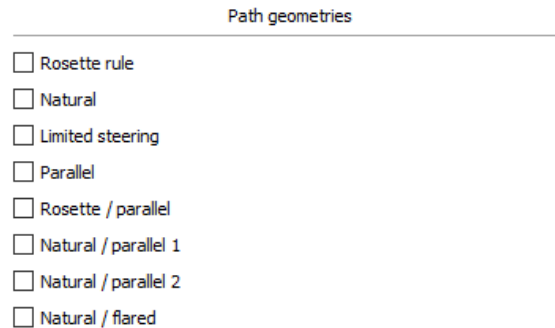 Path geometries
Rosette rule
Natural
Limited steering
Parallel
Rosette / parallel
Natural / parallel 1
Natural / parallel 2
Natural / flared